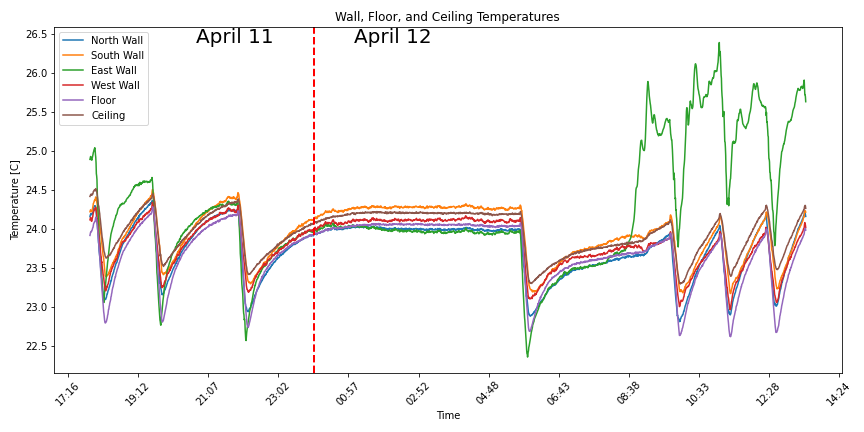 Wall, Floor, and Ceiling Temperatures
April 11
April 12
North Wall
South Wall
East Wall
West Wall
Floor
Ceiling
Temperature [C]
26.5
26.0
25.5
25.0
24.5
24.0
23.5
23.0
22.5
17:16
19:12
21:07
23:02
00:57
02:52
04:48
06:43
08:38
10:33
12:28
14:24
Time